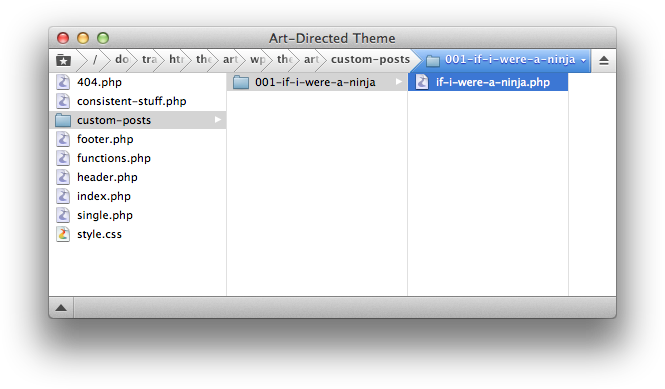 Art-Directed Theme
/ do tra htr the art wp the art custom-posts 001-if-i-were-a-ninja
404.php
consistent-stuff.php
custom-posts
footer.php
functions.php
header.php
index.php
single.php
style.css
001-if-i-were-a-ninja
if-i-were-a-ninja.php